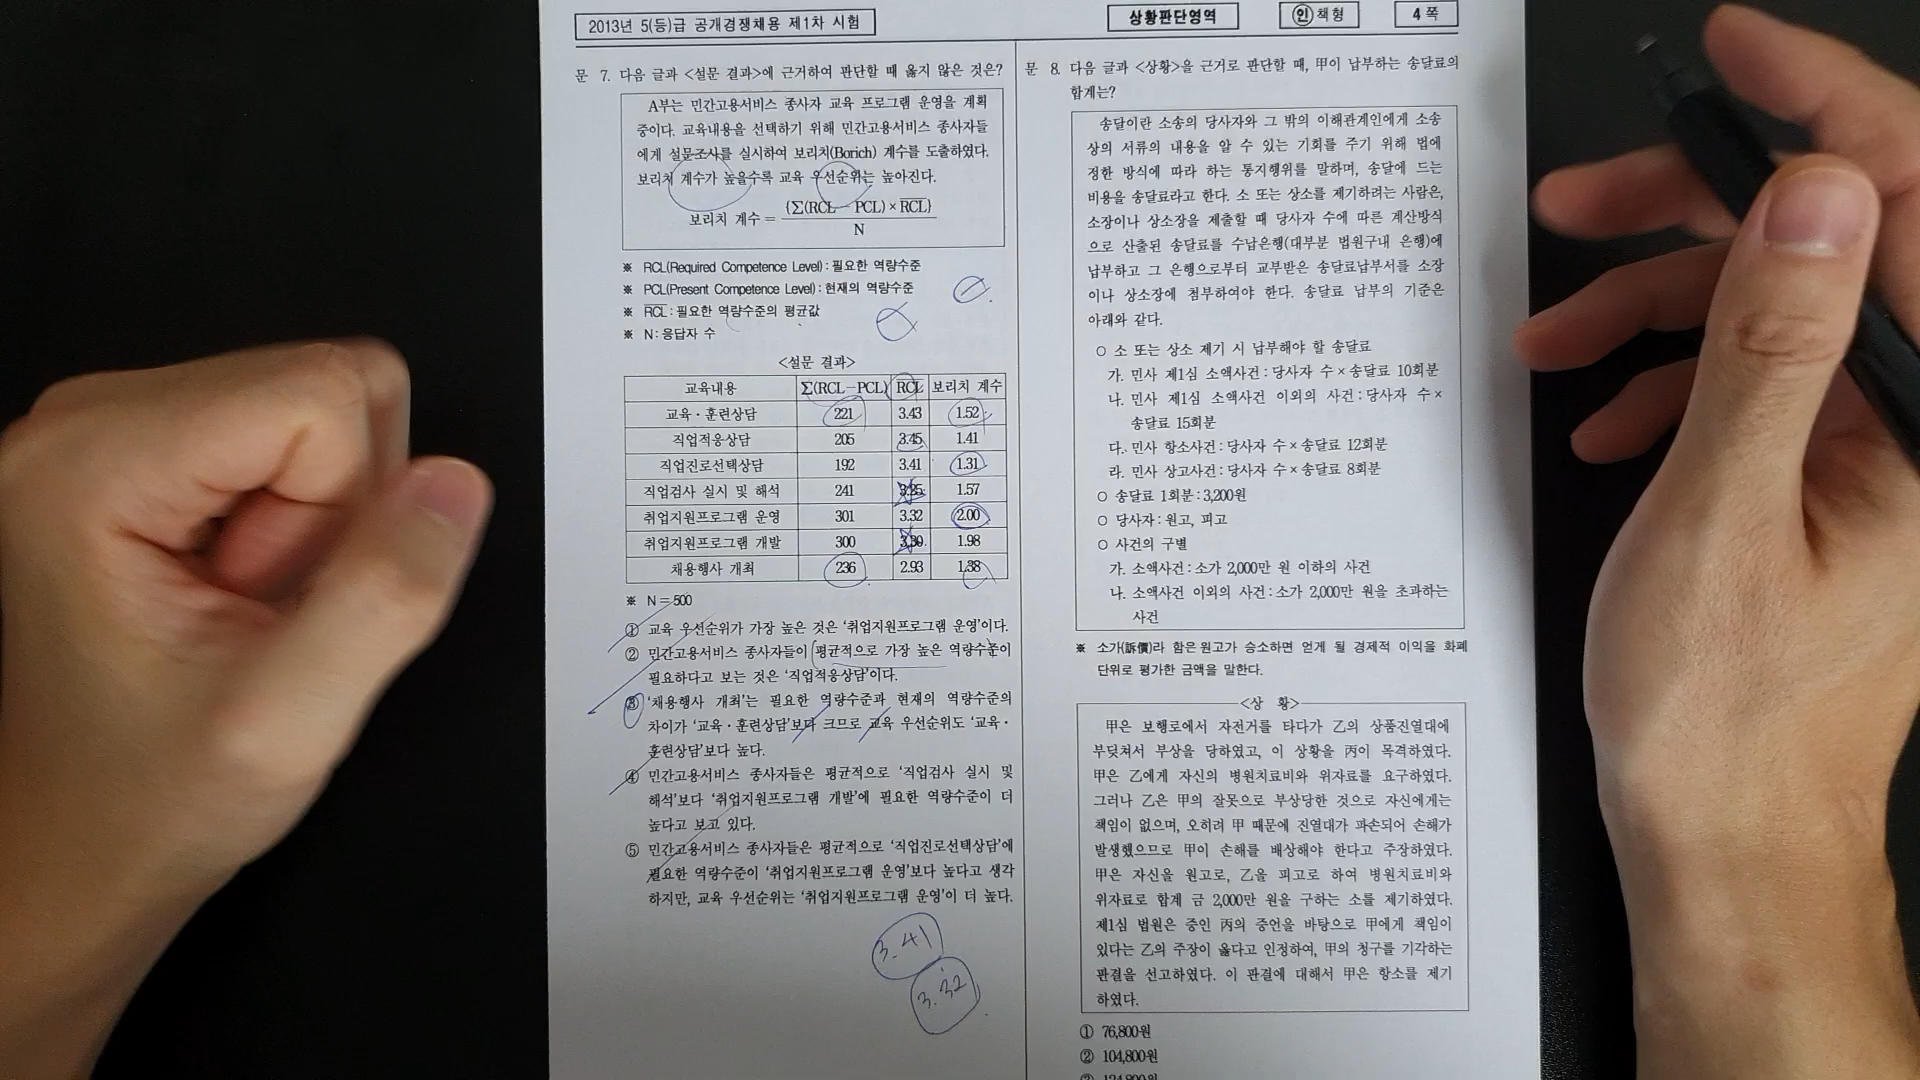 2013년 5(등)급 공개경쟁채용 제1차 시험
상황판단영역
인 책형
4 쪽
문 7. 다음 글과 <설문 결과>에 근거하여 판단할 때 옳지 않은 것은?
A부는 민간고용서비스 종사자 교육 프로그램 운영을 계획
중이다. 교육내용을 선택하기 위해 민간고용서비스 종사자들
에게 설문조사를 실시하여 보리치(Borich) 계수를 도출하였다.
보리치 계수가 높을수록 교육 우선순위는 높아진다.
보리치 계수 = {∑(RCL－PCL)×R̅C̅L̅} / N
※ RCL(Required Competence Level) : 필요한 역량수준
※ PCL(Present Competence Level) : 현재의 역량수준
※ R̅C̅L̅ : 필요한 역량수준의 평균값
※ N : 응답자 수
<설문 결과>
교육내용 ∑(RCL－PCL) R̅C̅L̅ 보리치 계수
교육・훈련상담 221 3.43 1.52
직업적응상담 205 3.45 1.41
직업진로선택상담 192 3.41 1.31
직업검사 실시 및 해석 241 3.25 1.57
취업지원프로그램 운영 301 3.32 2.00
취업지원프로그램 개발 300 3.30 1.98
채용행사 개최 236 2.93 1.38
※ N = 500
① 교육 우선순위가 가장 높은 것은 ‘취업지원프로그램 운영’이다.
② 민간고용서비스 종사자들이 평균적으로 가장 높은 역량수준이
필요하다고 보는 것은 ‘직업적응상담’이다.
③ ‘채용행사 개최’는 필요한 역량수준과 현재의 역량수준의
차이가 ‘교육・훈련상담’보다 크므로 교육 우선순위도 ‘교육・
훈련상담’보다 높다.
④ 민간고용서비스 종사자들은 평균적으로 ‘직업검사 실시 및
해석’보다 ‘취업지원프로그램 개발’에 필요한 역량수준이 더
높다고 보고 있다.
⑤ 민간고용서비스 종사자들은 평균적으로 ‘직업진로선택상담’에
필요한 역량수준이 ‘취업지원프로그램 운영’보다 높다고 생각
하지만, 교육 우선순위는 ‘취업지원프로그램 운영’이 더 높다.
3.41
3.32
문 8. 다음 글과 <상황>을 근거로 판단할 때, 甲이 납부하는 송달료의
합계는?
송달이란 소송의 당사자와 그 밖의 이해관계인에게 소송
상의 서류의 내용을 알 수 있는 기회를 주기 위해 법에
정한 방식에 따라 하는 통지행위를 말하며, 송달에 드는
비용을 송달료라고 한다. 소 또는 상소를 제기하려는 사람은,
소장이나 상소장을 제출할 때 당사자 수에 따른 계산방식
으로 산출된 송달료를 수납은행(대부분 법원구내 은행)에
납부하고 그 은행으로부터 교부받은 송달료납부서를 소장
이나 상소장에 첨부하여야 한다. 송달료 납부의 기준은
아래와 같다.
○ 소 또는 상소 제기 시 납부해야 할 송달료
가. 민사 제1심 소액사건 : 당사자 수 × 송달료 10회분
나. 민사 제1심 소액사건 이외의 사건 : 당사자 수 ×
송달료 15회분
다. 민사 항소사건 : 당사자 수 × 송달료 12회분
라. 민사 상고사건 : 당사자 수 × 송달료 8회분
○ 송달료 1회분 : 3,200원
○ 당사자 : 원고, 피고
○ 사건의 구별
가. 소액사건 : 소가 2,000만 원 이하의 사건
나. 소액사건 이외의 사건 : 소가 2,000만 원을 초과하는
사건
※ 소가(訴價)라 함은 원고가 승소하면 얻게 될 경제적 이익을 화폐
단위로 평가한 금액을 말한다.
<상 황>
甲은 보행로에서 자전거를 타다가 乙의 상품진열대에
부딪쳐서 부상을 당하였고, 이 상황을 丙이 목격하였다.
甲은 乙에게 자신의 병원치료비와 위자료를 요구하였다.
그러나 乙은 甲의 잘못으로 부상당한 것으로 자신에게는
책임이 없으며, 오히려 甲 때문에 진열대가 파손되어 손해가
발생했으므로 甲이 손해를 배상해야 한다고 주장하였다.
甲은 자신을 원고로, 乙을 피고로 하여 병원치료비와
위자료로 합계 금 2,000만 원을 구하는 소를 제기하였다.
제1심 법원은 증인 丙의 증언을 바탕으로 甲에게 책임이
있다는 乙의 주장이 옳다고 인정하여, 甲의 청구를 기각하는
판결을 선고하였다. 이 판결에 대해서 甲은 항소를 제기
하였다.
① 76,800원
② 104,800원